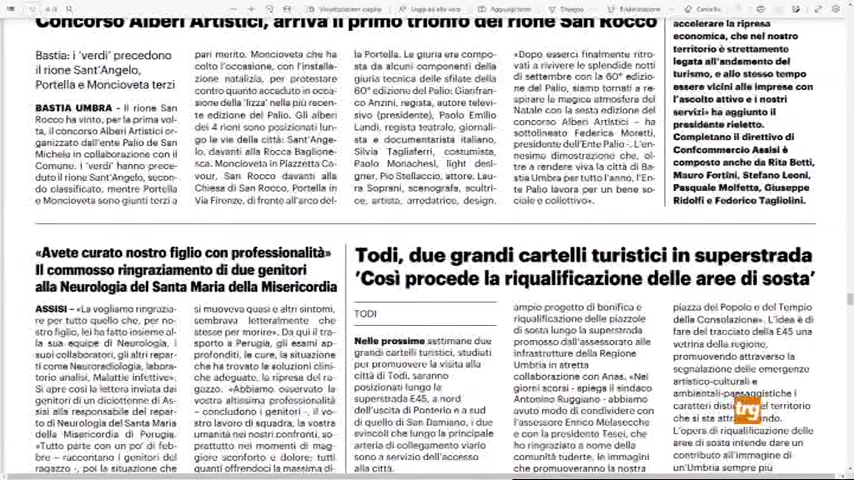 Concorso Alberi Artistici, arriva il primo trionfo del rione San Rocco
Bastia: i 'verdi' precedono
il rione Sant'Angelo,
Portella e Moncioveta terzi
BASTIA UMBRA - Il rione San
Rocco ha vinto, per la prima vol-
ta, il concorso Alberi Artistici or-
ganizzato dall'ente Palio de San
Michele in collaborazione con il
Comune. I 'verdi' hanno prece-
duto il rione Sant'Angelo, secon-
do classificato, mentre Portella
e Moncioveta sono giunti terzi a
pari merito. Moncioveta che ha
colto l'occasione, con l'installa-
zione natalizia, per protestare
contro quanto accaduto in occa-
sione della 'lizza' nella più recen-
te edizione del Palio. Gli alberi
dei 4 rioni sono posizionati lun-
go le vie della città: Sant'Ange-
lo, davanti alla Rocca Baglione-
sca, Moncioveta in Piazzetta Ca-
vour, San Rocco davanti alla
Chiesa di San Rocco, Portella in
Via Firenze, di fronte all'arco del-
la Portella. La giuria era compo-
sta da alcuni componenti della
giuria tecnica delle sfilate della
60° edizione del Palio: Gianfran-
co Anzini, regista, autore televi-
sivo (presidente), Paolo Emilio
Landi, regista teatrale, giornali-
sta e documentarista italiano,
Silvia Tagliaferri, costumista,
Paolo Monachesi, light desi-
gner, Pio Stellaccio, attore, Lau-
ra Soprani, scenografa, scultri-
ce, artista, arredatrice, design.
«Dopo esserci finalmente ritro-
vati a rivivere le splendide notti
di settembre con la 60° edizio-
ne del Palio, siamo tornati a re-
spirare la magica atmosfera del
Natale con la sesta edizione del
concorso Alberi Artistici - ha
sottolineato Federica Moretti,
presidente dell'Ente Palio -. L'en-
nesimo dimostrazione che, ol-
tre a rendere viva la città di Ba-
stia Umbra per tutto l'anno, l'En-
te Palio lavora per un bene so-
ciale e collettivo».
accelerare la ripresa
economica, che nel nostro
territorio è strettamente
legata all'andamento del
turismo, e allo stesso tempo
essere vicini alle imprese con
l'ascolto attivo e i nostri
servizi» ha aggiunto il
presidente rieletto.
Completano il direttivo di
Confcommercio Assisi è
composto anche da Rita Betti,
Mauro Fortini, Stefano Leoni,
Pasquale Molfetta, Giuseppe
Ridolfi e Federico Tagliolini.
«Avete curato nostro figlio con professionalità»
Il commosso ringraziamento di due genitori
alla Neurologia del Santa Maria della Misericordia
ASSISI – «La vogliamo ringrazia-
re per tutto quello che, per no-
stro figlio, lei ha fatto insieme al-
la sua equipe di Neurologia, i
suoi collaboratori, gli altri repar-
ti come Neuroradiologia, labora-
torio analisi, Malattie infettive».
Si apre così la lettera inviata dai
genitori di un diciottenne di As-
sisi alla responsabile del repar-
to di Neurologia del Santa Maria
della Misericordia di Perugia.
«Tutto parte con un po' di feb-
bre – raccontano i genitori del
ragazzo -, poi la situazione che
si muoveva quasi e altri sintomi,
sembrava letteralmente che
stesse per morire». Da qui il tra-
sporto a Perugia, gli esami ap-
profonditi, le cure, la situazione
che ha trovato le soluzioni clini-
che adeguate, la ripresa del ra-
gazzo. «Abbiamo osservato la
vostra altissima professionalità
– concludono i genitori -, il vo-
stro lavoro di squadra, la vostra
umanità nei nostri confronti, so-
prattutto nei momenti di mag-
giore sconforto e dolore; tutti
quanti offrendoci la massima di-
Todi, due grandi cartelli turistici in superstrada
'Così procede la riqualificazione delle aree di sosta'
TODI
Nelle prossime settimane due
grandi cartelli turistici, studiati
per promuovere la visita alla
città di Todi, saranno
posizionati lungo la
superstrada E45, a nord
dell'uscita di Ponterio e a sud
di quello di San Damiano, i due
svincoli che lungo la principale
arteria di collegamento viario
sono a servizio dell'accesso
alla città.
ampio progetto di bonifica e
riqualificazione delle piazzole
di sosta lungo la superstrada
promosso dall'assessorato alle
infrastrutture della Regione
Umbria in stretta
collaborazione con Anas. «Nei
giorni scorsi - spiega il sindaco
Antonino Ruggiano - abbiamo
avuto modo di condividere con
l'assessore Enrico Melasecche
e con la presidente Tesei, che
ho ringraziato a nome della
comunità tuderte, le immagini
che promuoveranno la nostra
piazza del Popolo e del Tempio
della Consolazione». L'idea è di
fare del tracciato della E45 una
vetrina della regione,
promuovendo attraverso la
segnalazione delle emergenze
artistico-culturali e
ambientali-paesaggistiche i
caratteri del territorio
che si sta
L'opera di riqualificazione delle
aree di sosta intende dare un
contributo all'immagine di
un'Umbria sempre più
trg